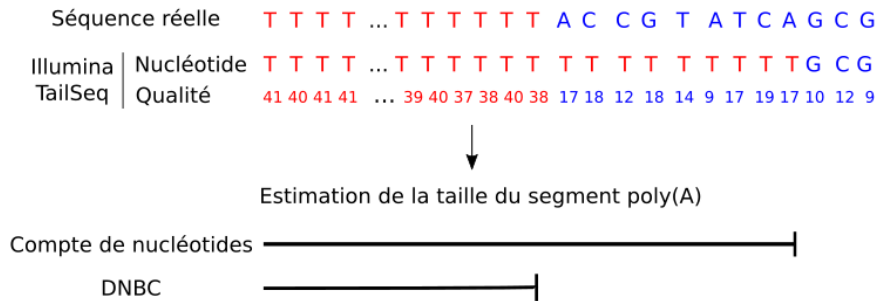 Séquence réelle T T T T ... T T T T T T A C C G T A T C A G C G
Illumina TailSeq
Nucléotide T T T T ... T T T T T T T T T T T T T T T G C G
Qualité 41 40 41 41 ... 39 40 37 38 40 38 17 18 12 18 14 9 17 19 17 10 12 9
Estimation de la taille du segment poly(A)
Compte de nucléotides
DNBC